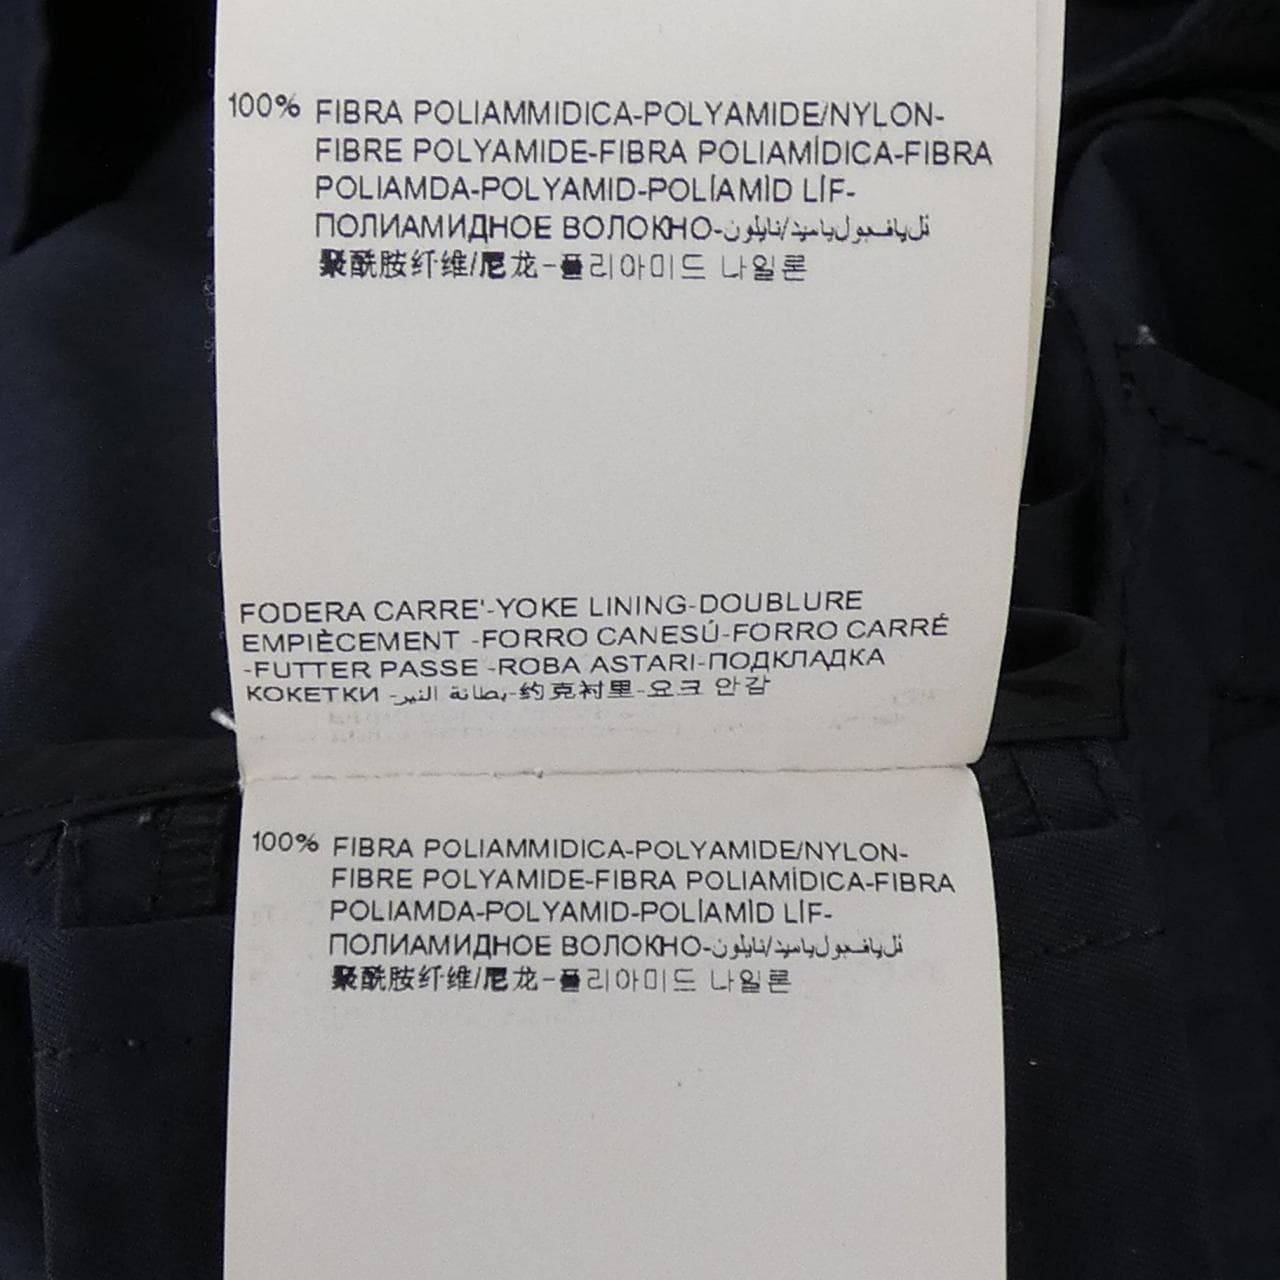 100% FIBRA POLIAMMIDICA-POLYAMIDE/NYLON-
FIBRE POLYAMIDE-FIBRA POLIAMÍDICA-FIBRA
POLIAMDA-POLYAMID-POLİAMİD LİF-
ПОЛИАМИДНОЕ ВОЛОКНО-
聚酰胺纤维/尼龙-폴리아미드 나일론
FODERA CARRE'-YOKE LINING-DOUBLURE
EMPIÈCEMENT -FORRO CANESÚ-FORRO CARRÉ
-FUTTER PASSE -ROBA ASTARI-ПОДКЛАДКА
КОКЕТКИ -بطانة النير-约克衬里-요크 안감
100% FIBRA POLIAMMIDICA-POLYAMIDE/NYLON-
FIBRE POLYAMIDE-FIBRA POLIAMÍDICA-FIBRA
POLIAMDA-POLYAMID-POLİAMİD LİF-
ПОЛИАМИДНОЕ ВОЛОКНО-
聚酰胺纤维/尼龙-폴리아미드 나일론